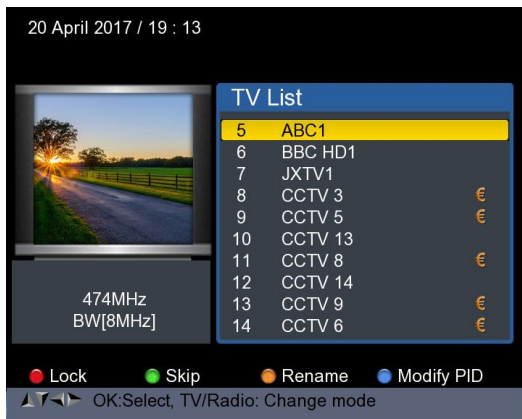 20 April 2017 / 19 : 13
TV List
5 ABC1
6 BBC HD1
7 JXTV1
8 CCTV 3 €
9 CCTV 5 €
10 CCTV 13
11 CCTV 8 €
12 CCTV 14
13 CCTV 9 €
14 CCTV 6 €
474MHz
BW[8MHz]
Lock Skip Rename Modify PID
OK:Select, TV/Radio: Change mode